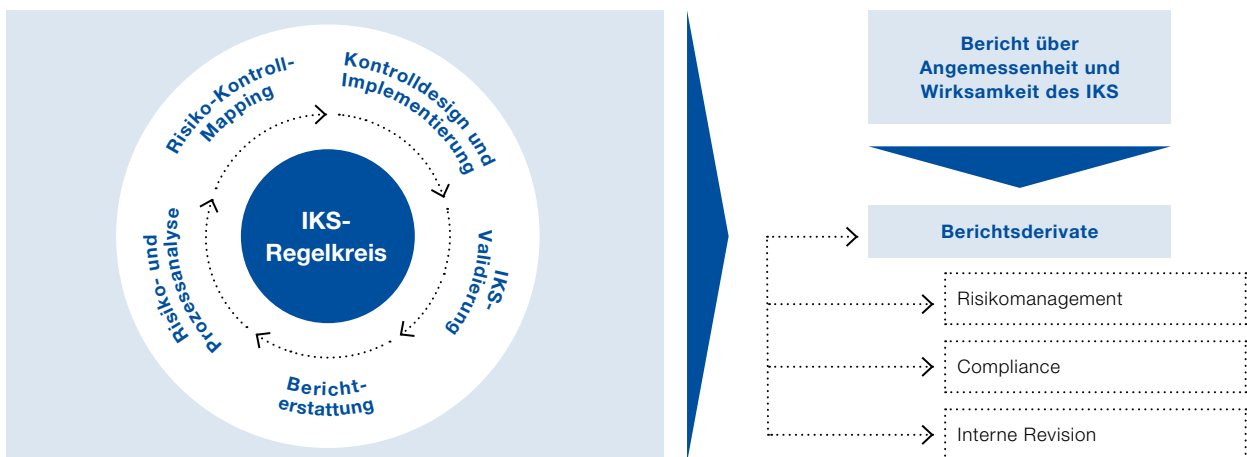 Risiko-Kontroll-
Mapping
Kontrolldesign und
Implementierung
IKS-
Validierung
Bericht-
erstattung
Risiko- und
Prozessanalyse
IKS-
Regelkreis
Bericht über
Angemessenheit und
Wirksamkeit des IKS
Berichtsderivate
Risikomanagement
Compliance
Interne Revision